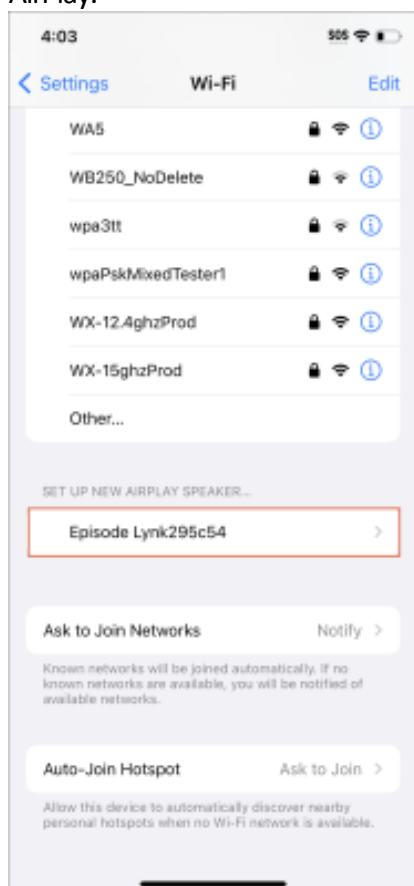 AirPlay.
4:03 SOS
Settings Wi-Fi Edit
WA5
WB250_NoDelete
wpa3tt
wpaPskMixedTester1
WX-12.4ghzProd
WX-15ghzProd
Other...
SET UP NEW AIRPLAY SPEAKER...
Episode Lynk295c54
Ask to Join Networks Notify
Known networks will be joined automatically. If no
known networks are available, you will be notified of
available networks.
Auto-Join Hotspot Ask to Join
Allow this device to automatically discover nearby
personal hotspots when no Wi-Fi network is available.